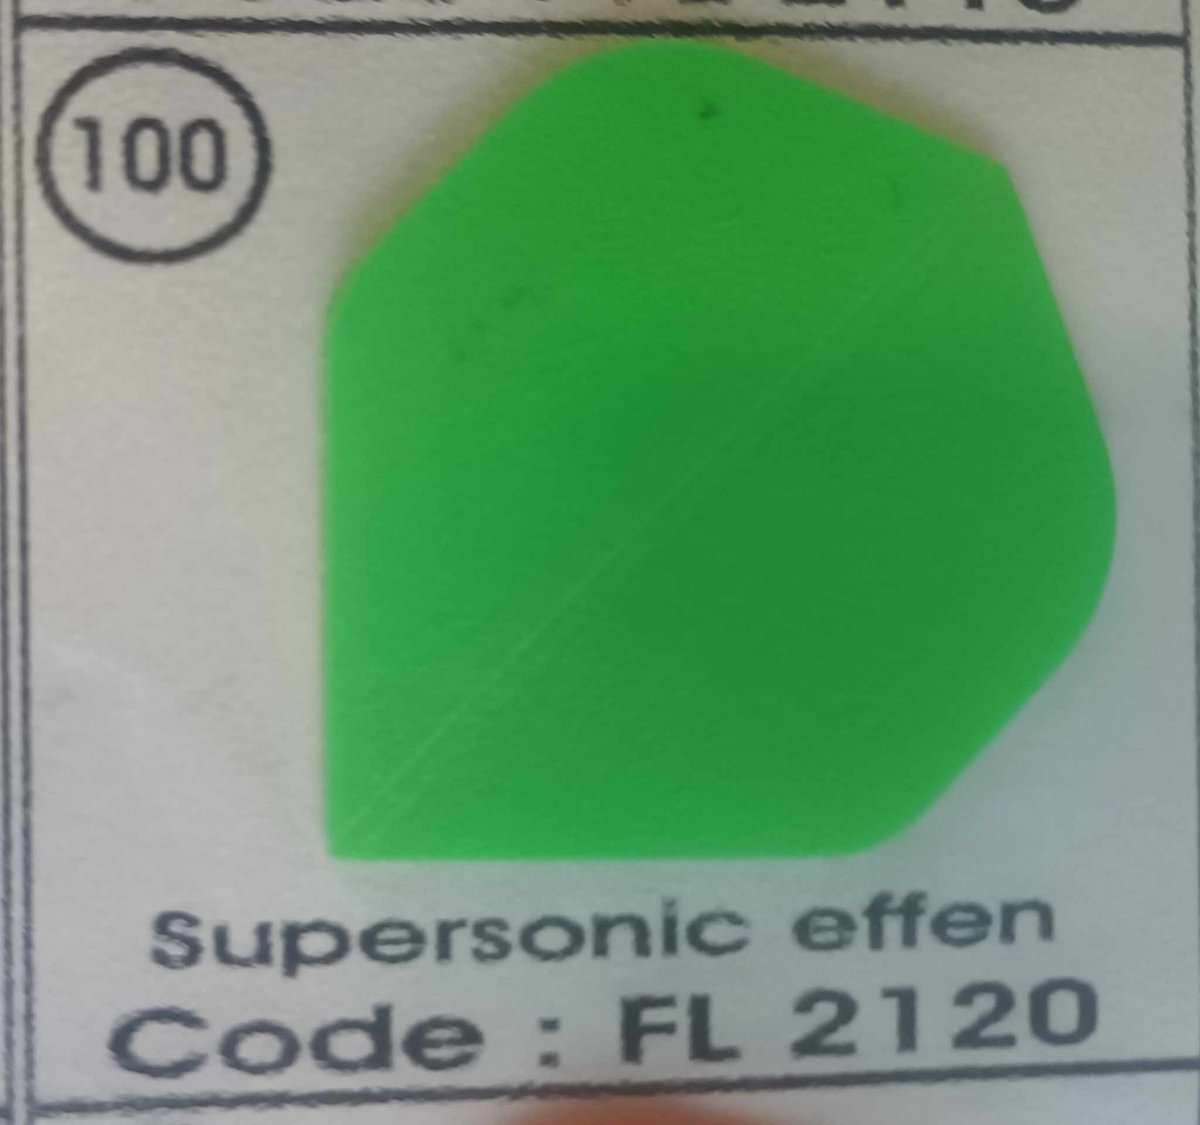 100
Supersonic effen
Code : FL 2120